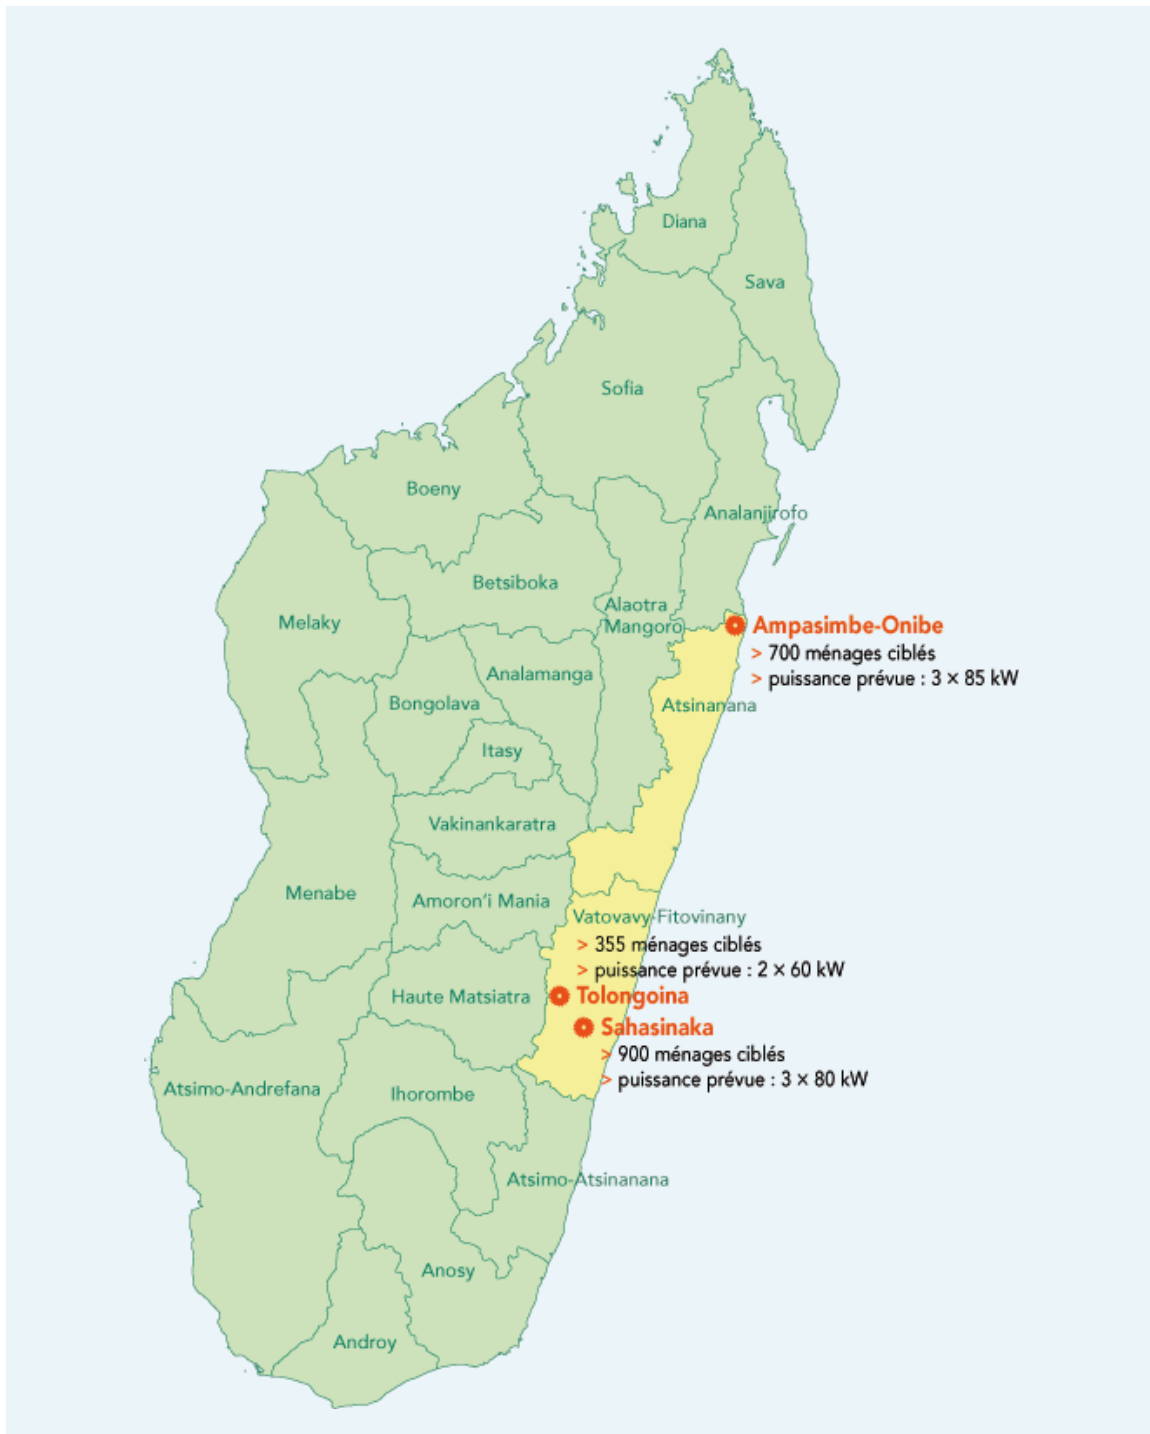 Diana
Sava
Sofia
Boeny
Analanjirofo
Betsiboka
Alaotra
Mangoro
Melaky
Ampasimbe-Onibe
> 700 ménages ciblés
> puissance prévue : 3 × 85 kW
Analamanga
Bongolava
Atsinanana
Itasy
Vakinankaratra
Menabe
Amoron'i Mania
Vatovavy-Fitovinany
> 355 ménages ciblés
> puissance prévue : 2 × 60 kW
Haute Matsiatra
Tolongoina
Sahasinaka
> 900 ménages ciblés
> puissance prévue : 3 × 80 kW
Atsimo-Andrefana
Ihorombe
Atsimo-Atsinanana
Anosy
Androy